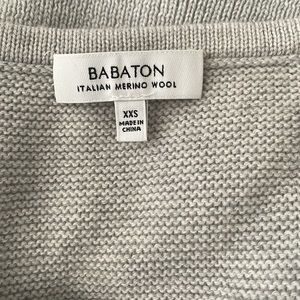 BABATON
ITALIAN MERINO WOOL
XXS
MADE IN
CHINA